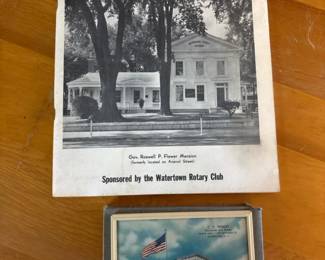 Gov. Roswell P. Flower Mansion
(formerly located on Arsenal Street)
Sponsored by the Watertown Rotary Club